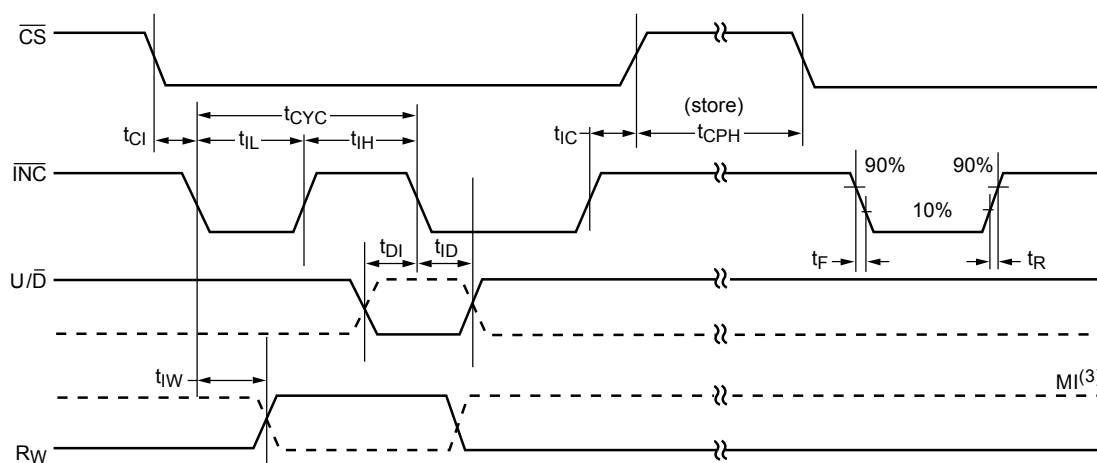 CS
(store)
tCYC
tCI
tIL
tIH
tIC
tCPH
INC
90%
90%
10%
tDI
tID
tF
tR
U/D
tIW
MI(3)
RW